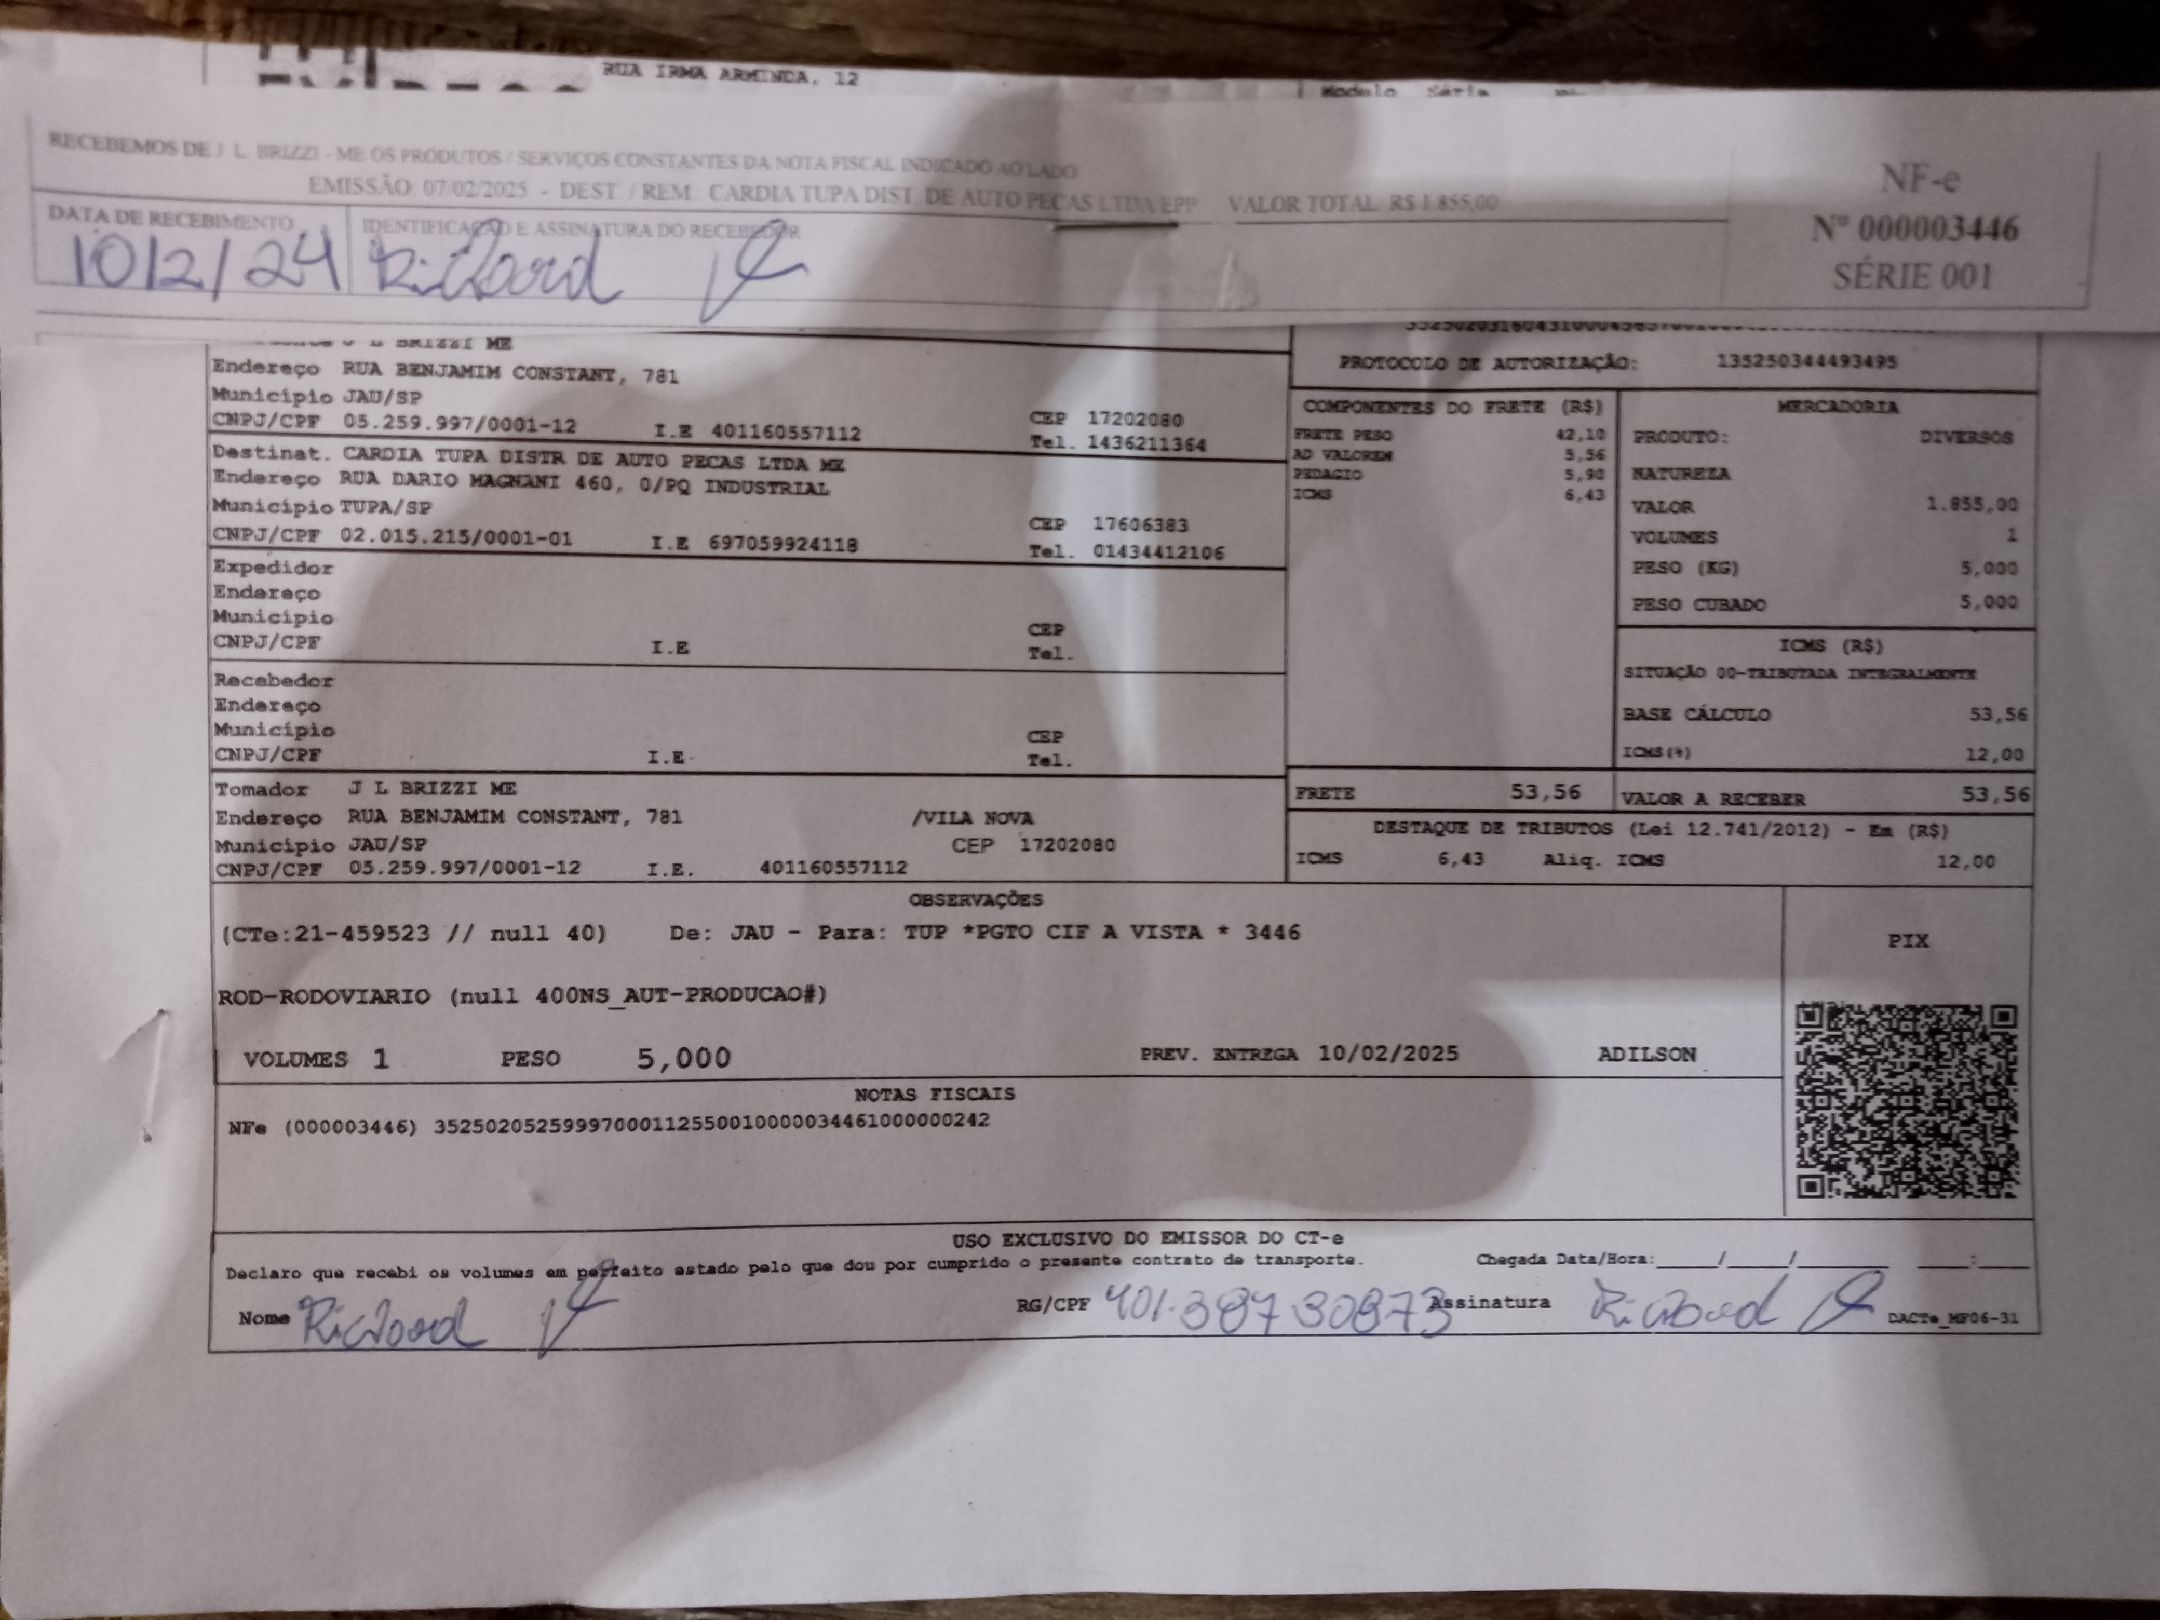 RUA IRMA ARMINDA, 12
Modelo Série
RECEBEMOS DE J. L. BRIZZI - ME OS PRODUTOS / SERVIÇOS CONSTANTES DA NOTA FISCAL INDICADO AO LADO
EMISSÃO: 07/02/2025 - DEST. / REM.: CARDIA TUPA DIST. DE AUTO PEÇAS LTDA EPP VALOR TOTAL: R$ 1.855,00
NF-e
Nº 000003446
SÉRIE 001
DATA DE RECEBIMENTO
IDENTIFICAÇÃO E ASSINATURA DO RECEBEDOR
10/2/24 Richard
J L BRIZZI ME
Endereço RUA BENJAMIM CONSTANT, 781
Município JAU/SP
CEP 17202080
CNPJ/CPF 05.259.997/0001-12 I.E 401160557112
Tel. 1436211364
Destinat. CARDIA TUPA DISTR DE AUTO PECAS LTDA ME
Endereço RUA DARIO MAGNANI 460, 0/PQ INDUSTRIAL
Município TUPA/SP
CEP 17606383
CNPJ/CPF 02.015.215/0001-01 I.E 697059924118
Tel. 01434412106
Expedidor
Endereço
Município
CEP
CNPJ/CPF I.E
Tel.
Recebedor
Endereço
Município
CEP
CNPJ/CPF I.E
Tel.
Tomador J L BRIZZI ME
Endereço RUA BENJAMIM CONSTANT, 781 /VILA NOVA
Município JAU/SP CEP 17202080
CNPJ/CPF 05.259.997/0001-12 I.E. 401160557112
PROTOCOLO DE AUTORIZAÇÃO: 135250344493495
COMPONENTES DO FRETE (R$)
FRETE PESO 42,10
AD VALOREM 5,56
PEDAGIO 5,90
ICMS 6,43
MERCADORIA
PRODUTO: DIVERSOS
NATUREZA
VALOR 1.855,00
VOLUMES 1
PESO (KG) 5,000
PESO CUBADO 5,000
ICMS (R$)
SITUAÇÃO 00-TRIBUTADA INTEGRALMENTE
BASE CÁLCULO 53,56
ICMS(%) 12,00
FRETE 53,56
VALOR A RECEBER 53,56
DESTAQUE DE TRIBUTOS (Lei 12.741/2012) - Em (R$)
ICMS 6,43 Aliq. ICMS 12,00
OBSERVAÇÕES
(CTe:21-459523 // null 40) De: JAU - Para: TUP *PGTO CIF A VISTA * 3446
PIX
ROD-RODOVIARIO (null 400NS_AUT-PRODUCAO#)
VOLUMES 1 PESO 5,000 PREV. ENTREGA 10/02/2025 ADILSON
NOTAS FISCAIS
NFe (000003446) 35250205259997000112550010000034461000000242
USO EXCLUSIVO DO EMISSOR DO CT-e
Declaro que recebi os volumes em perfeito estado pelo que dou por cumprido o presente contrato de transporte. Chegada Data/Hora:____/____/________ ____:____
Nome Richard RG/CPF 401.387 30873 Assinatura Richard DACTe_MF06-31